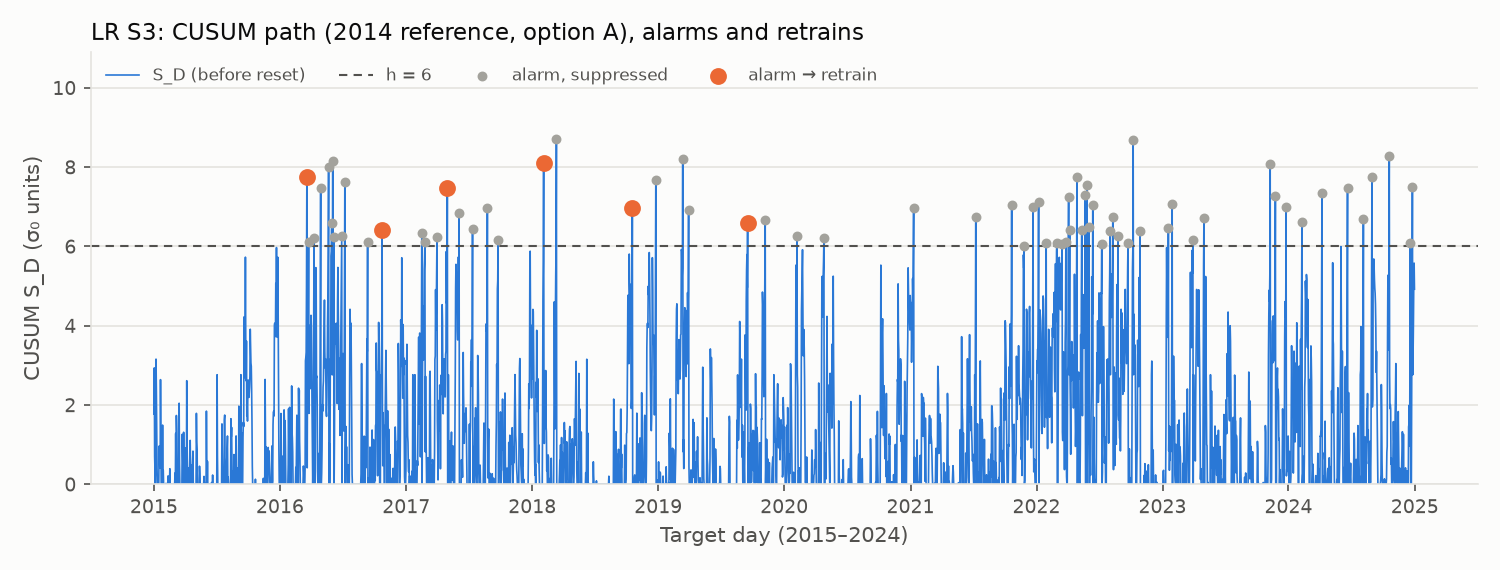 LR S3: CUSUM path (2014 reference, option A), alarms and retrains
S_D (before reset)
h = 6
alarm, suppressed
alarm → retrain
CUSUM S_D (σ₀ units)
10
8
6
4
2
0
2015 2016 2017 2018 2019 2020 2021 2022 2023 2024 2025
Target day (2015–2024)